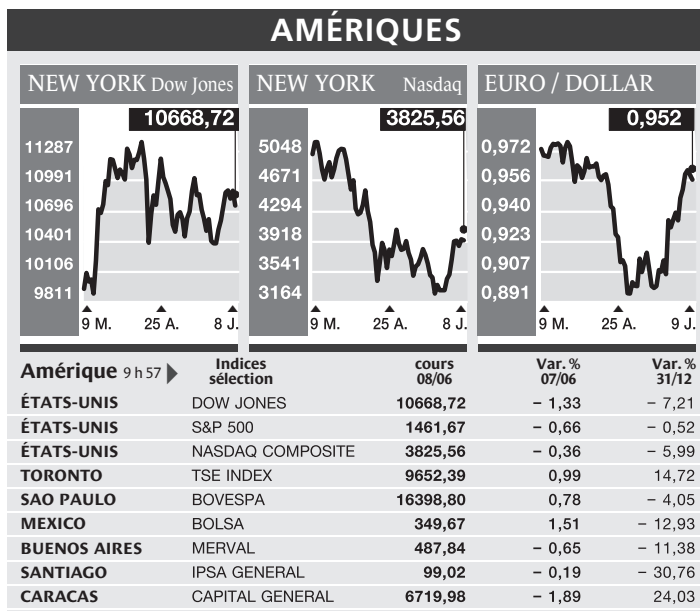 AMÉRIQUES
NEW YORK Dow Jones
10668,72
11287
10991
10696
10401
10106
9811
9 M. 25 A. 8 J.
NEW YORK Nasdaq
3825,56
5048
4671
4294
3918
3541
3164
9 M. 25 A. 8 J.
EURO / DOLLAR
0,952
0,972
0,956
0,940
0,923
0,907
0,891
9 M. 25 A. 9 J.
Amérique 9 h 57 Indices sélection cours 08/06 Var. % 07/06 Var. % 31/12
ÉTATS-UNIS DOW JONES 10668,72 – 1,33 – 7,21
ÉTATS-UNIS S&P 500 1461,67 – 0,66 – 0,52
ÉTATS-UNIS NASDAQ COMPOSITE 3825,56 – 0,36 – 5,99
TORONTO TSE INDEX 9652,39 0,99 14,72
SAO PAULO BOVESPA 16398,80 0,78 – 4,05
MEXICO BOLSA 349,67 1,51 – 12,93
BUENOS AIRES MERVAL 487,84 – 0,65 – 11,38
SANTIAGO IPSA GENERAL 99,02 – 0,19 – 30,76
CARACAS CAPITAL GENERAL 6719,98 – 1,89 24,03